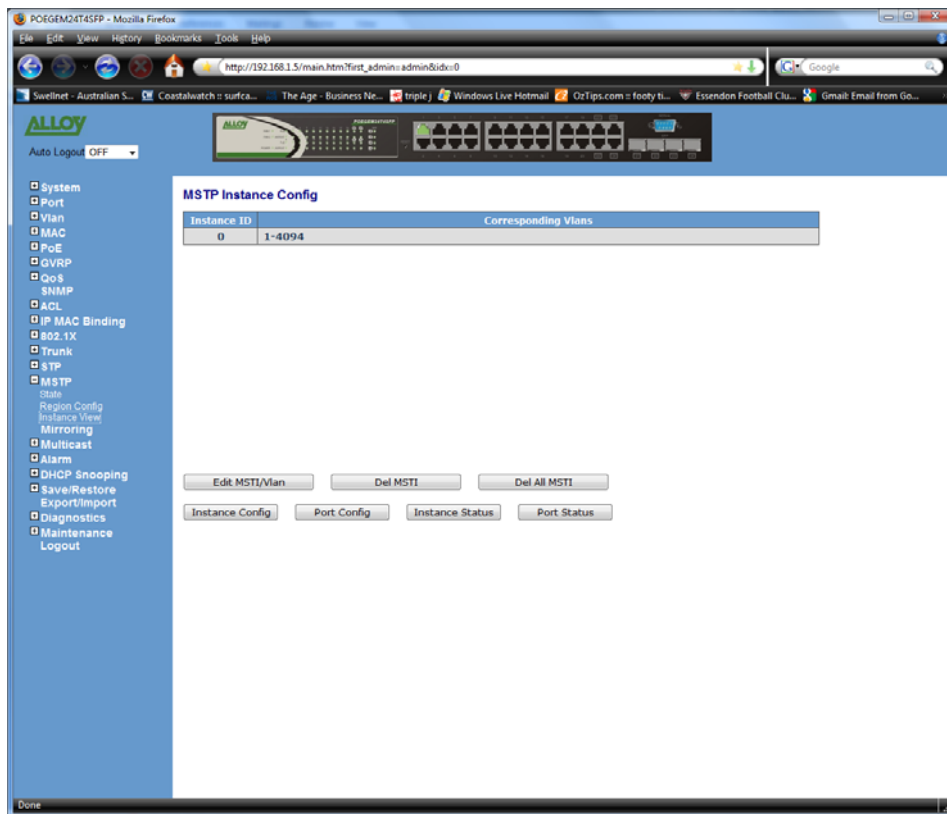 POEGEM24T4SFP - Mozilla Firefox
File Edit View History Bookmarks Tools Help
http://192.168.1.5/main.htm?first_admin=admin&idx=0
Google
Swellnet - Australian S... Coastalwatch :: surfca... The Age - Business Ne... triple j Windows Live Hotmail OzTips.com :: footy ti... Essendon Football Clu... Gmail: Email from Go...
ALLOY
Auto Logout OFF
ALLOY
System
Port
Vlan
MAC
PoE
GVRP
QoS
SNMP
ACL
IP MAC Binding
802.1X
Trunk
STP
MSTP
State
Region Config
Instance View
Mirroring
Multicast
Alarm
DHCP Snooping
Save/Restore
Export/Import
Diagnostics
Maintenance
Logout
MSTP Instance Config
Instance ID Corresponding Vlans
0 1-4094
Edit MSTI/Vlan Del MSTI Del All MSTI
Instance Config Port Config Instance Status Port Status
Done